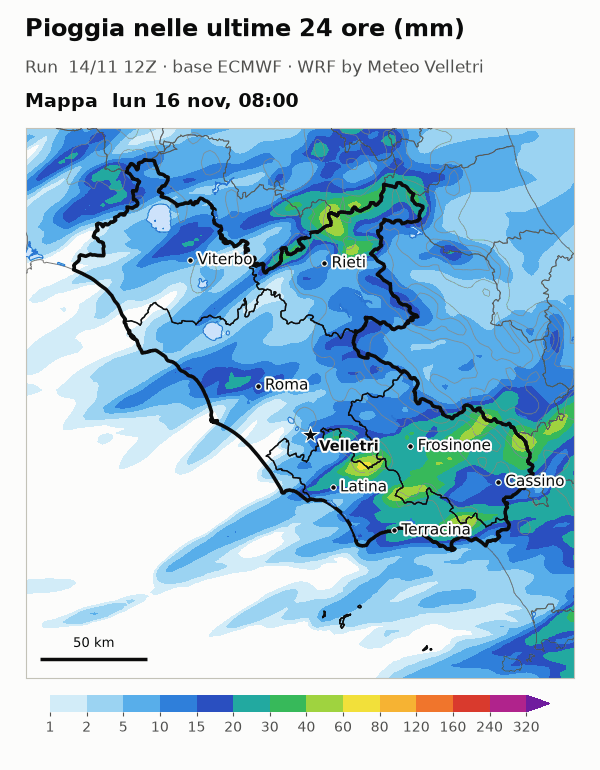 Pioggia nelle ultime 24 ore (mm)
Run  14/11 12Z · base ECMWF · WRF by Meteo Velletri
Mappa  lun 16 nov, 08:00
Viterbo
Rieti
Roma
Velletri
Frosinone
Latina
Cassino
Terracina
50 km
1 2 5 10 15 20 30 40 60 80 120 160 240 320